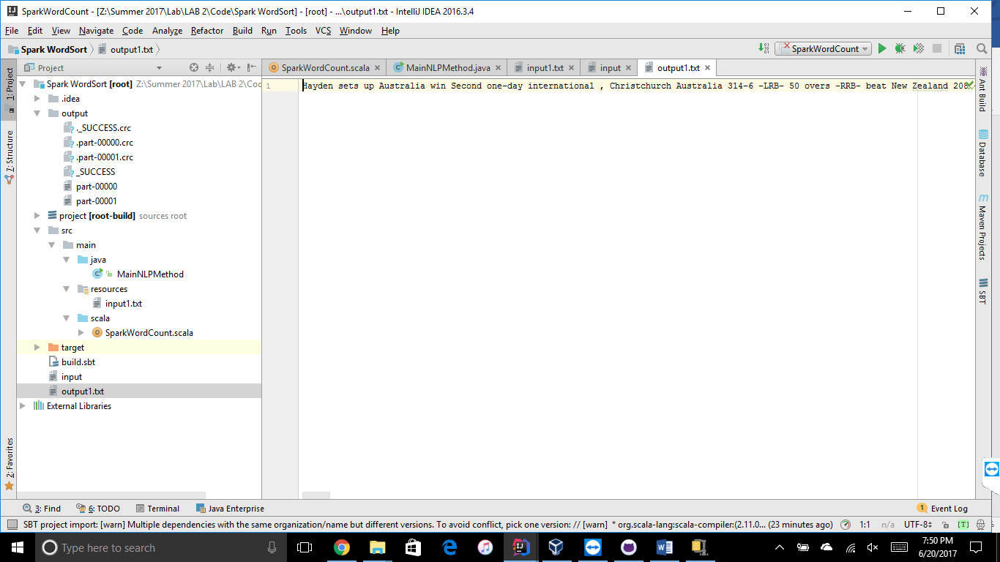 SparkWordCount - [Z:\Summer 2017\Lab\LAB 2\Code\Spark WordSort] - [root] - ...\output1.txt - IntelliJ IDEA 2016.3.4
File Edit View Navigate Code Analyze Refactor Build Run Tools VCS Window Help
Spark WordSort output1.txt SparkWordCount
Project SparkWordCount.scala MainNLPMethod.java input1.txt input output1.txt
1: Project
7: Structure
2: Favorites
Spark WordSort [root] Z:\Summer 2017\Lab\LAB 2\Cod
.idea
output
._SUCCESS.crc
.part-00000.crc
.part-00001.crc
_SUCCESS
part-00000
part-00001
project [root-build] sources root
src
main
java
MainNLPMethod
resources
input1.txt
scala
SparkWordCount.scala
target
build.sbt
input
output1.txt
External Libraries
1 Hayden sets up Australia win Second one-day international , Christchurch Australia 314-6 -LRB- 50 overs -RRB- beat New Zealand 208
Ant Build
Database
Maven Projects
SBT
3: Find 6: TODO Terminal Java Enterprise 1 Event Log
SBT project import: [warn] Multiple dependencies with the same organization/name but different versions. To avoid conflict, pick one version: // [warn] * org.scala-lang:scala-compiler:(2.11.0... (23 minutes ago) 1:1 n/a UTF-8 [T]
Type here to search
7:50 PM
6/20/2017